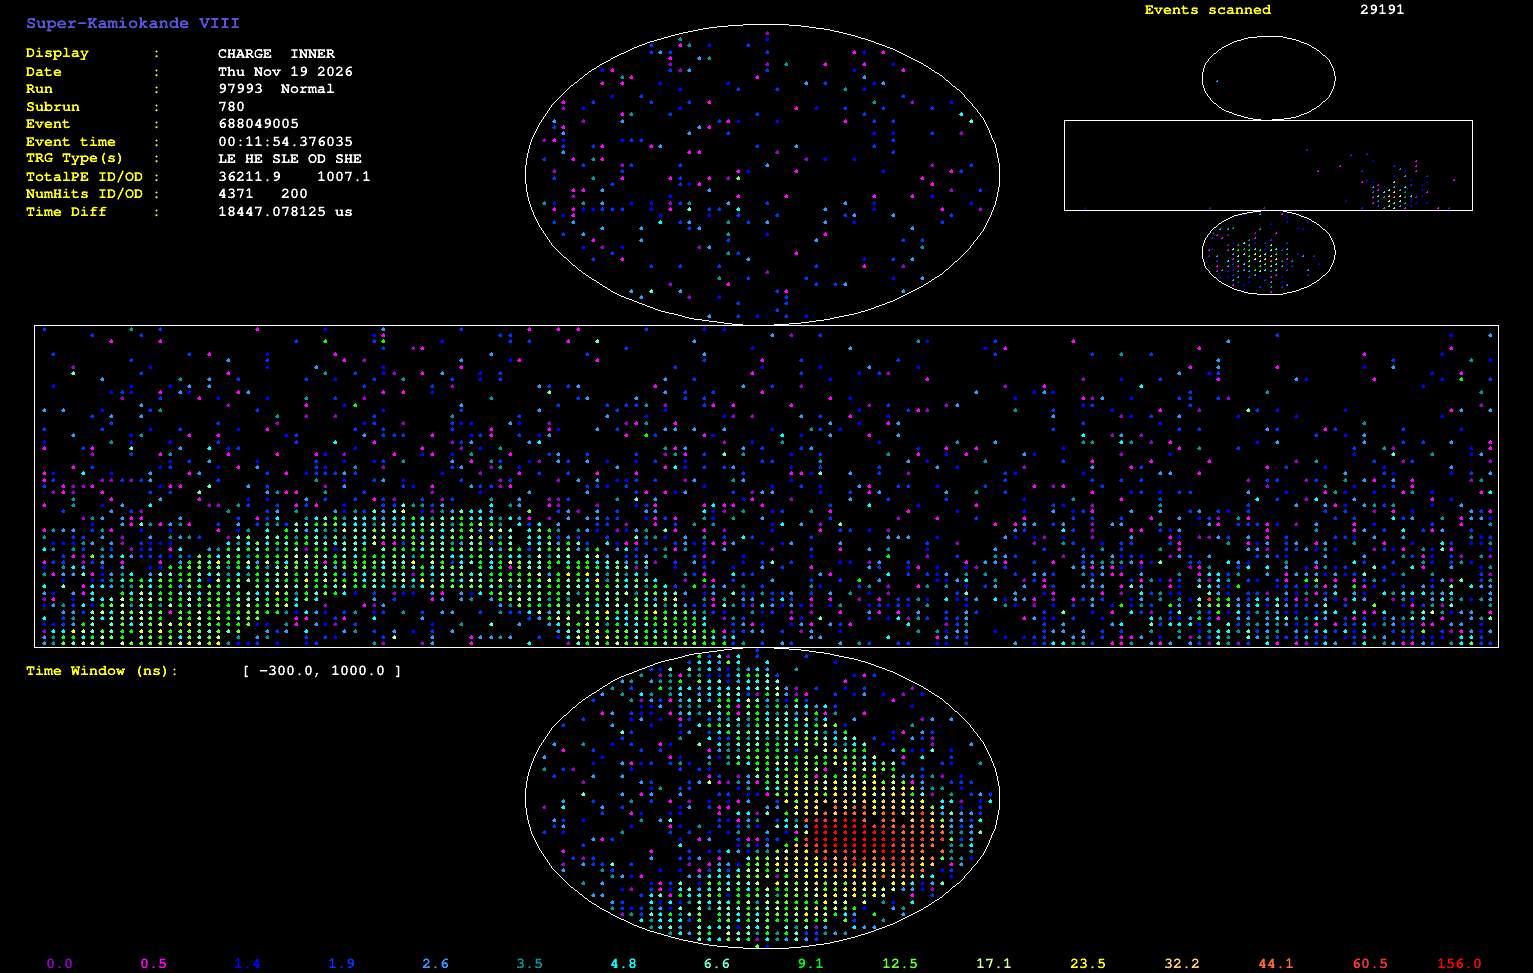 Super-Kamiokande VIII
Events scanned 29191
Display : CHARGE INNER
Date : Thu Nov 19 2026
Run : 97993 Normal
Subrun : 780
Event : 688049005
Event time : 00:11:54.376035
TRG Type(s) : LE HE SLE OD SHE
TotalPE ID/OD : 36211.9 1007.1
NumHits ID/OD : 4371 200
Time Diff : 18447.078125 us
Time Window (ns): [ −300.0, 1000.0 ]
0.0 0.5 1.4 1.9 2.6 3.5 4.8 6.6 9.1 12.5 17.1 23.5 32.2 44.1 60.5 156.0